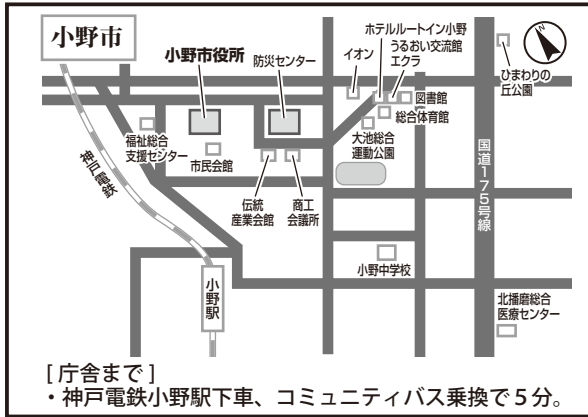 小野市
小野市役所
防災センター
イオン
ホテルルートイン小野
うるおい交流館
エクラ
図書館
総合体育館
大池総合
運動公園
ひまわりの
丘公園
福祉総合
支援センター
市民会館
伝統
産業会館
商工
会議所
神戸電鉄
国道175号線
小野中学校
小野駅
北播磨総合
医療センター
[庁舎まで]
・神戸電鉄小野駅下車、コミュニティバス乗換で5分。